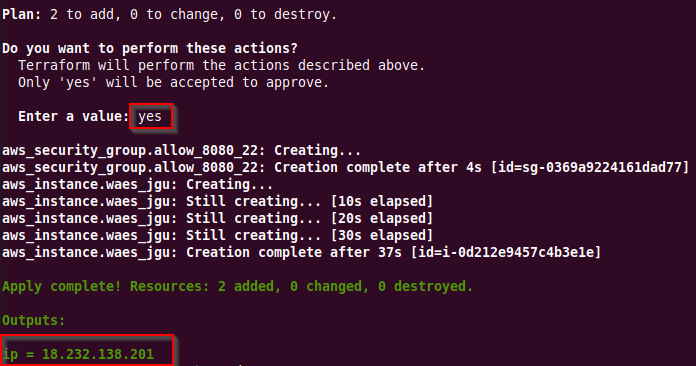 Plan: 2 to add, 0 to change, 0 to destroy.
Do you want to perform these actions?
Terraform will perform the actions described above.
Only 'yes' will be accepted to approve.
Enter a value: yes
aws_security_group.allow_8080_22: Creating...
aws_security_group.allow_8080_22: Creation complete after 4s [id=sg-0369a9224161dad77]
aws_instance.waes_jgu: Creating...
aws_instance.waes_jgu: Still creating... [10s elapsed]
aws_instance.waes_jgu: Still creating... [20s elapsed]
aws_instance.waes_jgu: Still creating... [30s elapsed]
aws_instance.waes_jgu: Creation complete after 37s [id=i-0d212e9457c4b3e1e]
Apply complete! Resources: 2 added, 0 changed, 0 destroyed.
Outputs:
ip = 18.232.138.201